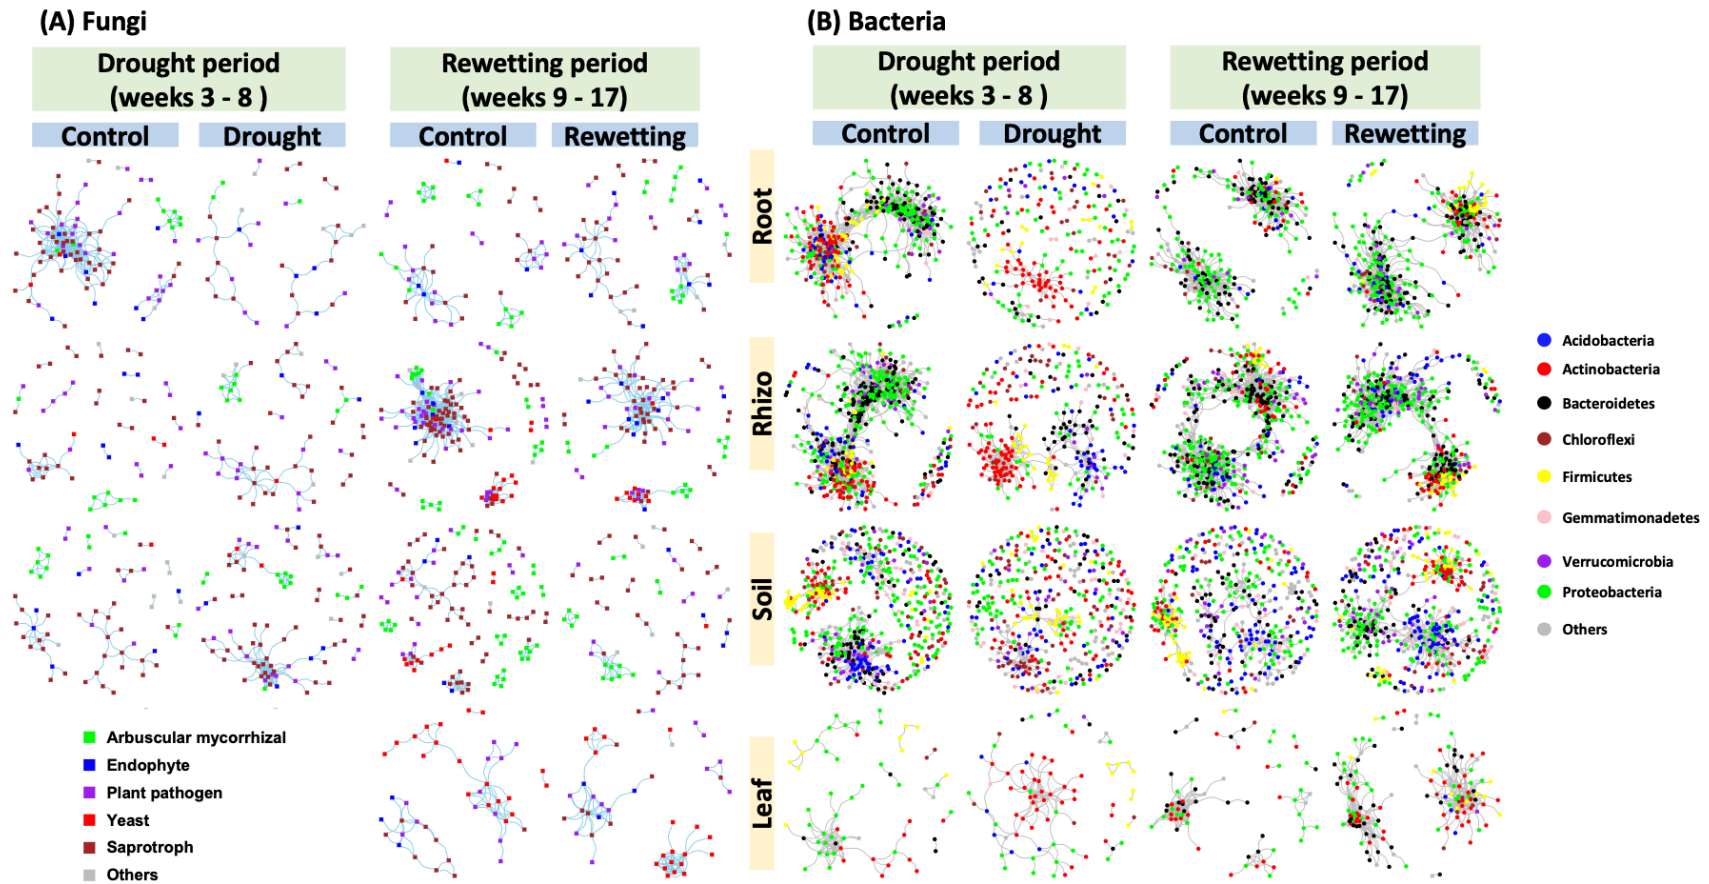 (A) Fungi
Drought period
(weeks 3 - 8 )
Rewetting period
(weeks 9 - 17)
Control
Drought
Control
Rewetting
(B) Bacteria
Drought period
(weeks 3 - 8 )
Rewetting period
(weeks 9 - 17)
Control
Drought
Control
Rewetting
Root
Rhizo
Soil
Leaf
Arbuscular mycorrhizal
Endophyte
Plant pathogen
Yeast
Saprotroph
Others
Acidobacteria
Actinobacteria
Bacteroidetes
Chloroflexi
Firmicutes
Gemmatimonadetes
Verrucomicrobia
Proteobacteria
Others